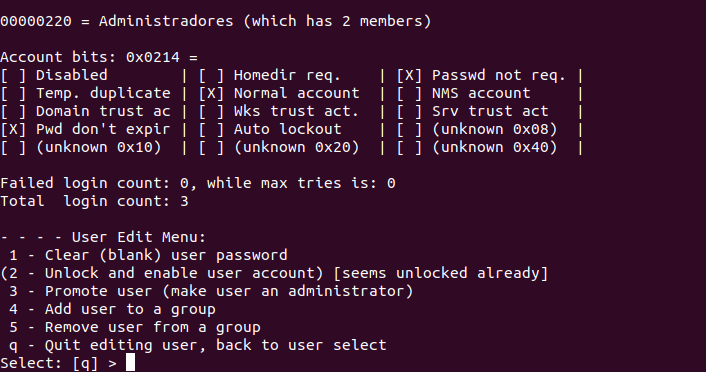 00000220 = Administradores (which has 2 members)
Account bits: 0x0214 =
[ ] Disabled        | [ ] Homedir req.    | [X] Passwd not req. |
[ ] Temp. duplicate | [X] Normal account  | [ ] NMS account     |
[ ] Domain trust ac | [ ] Wks trust act.  | [ ] Srv trust act   |
[X] Pwd don't expir | [ ] Auto lockout    | [ ] (unknown 0x08)  |
[ ] (unknown 0x10)  | [ ] (unknown 0x20)  | [ ] (unknown 0x40)  |
Failed login count: 0, while max tries is: 0
Total  login count: 3
- - - - User Edit Menu:
 1 - Clear (blank) user password
(2 - Unlock and enable user account) [seems unlocked already]
 3 - Promote user (make user an administrator)
 4 - Add user to a group
 5 - Remove user from a group
 q - Quit editing user, back to user select
Select: [q] >